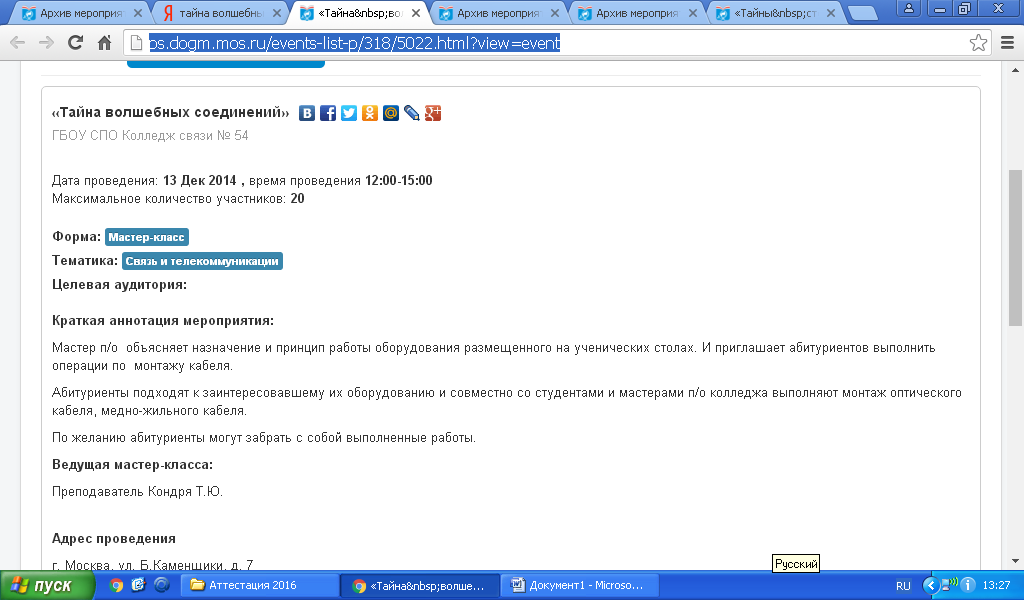 Архив мероприя
тайна волшебны
«Тайна&nbsp;во
Архив мероприя
Архив мероприя
«Тайны&nbsp;ст
os.dogm.mos.ru/events-list-p/318/5022.html?view=event
«Тайна волшебных соединений»
ГБОУ СПО Колледж связи № 54
Дата проведения: 13 Дек 2014 , время проведения 12:00-15:00
Максимальное количество участников: 20
Форма: Мастер-класс
Тематика: Связь и телекоммуникации
Целевая аудитория:
Краткая аннотация мероприятия:
Мастер п/о объясняет назначение и принцип работы оборудования размещенного на ученических столах. И приглашает абитуриентов выполнить
операции по монтажу кабеля.
Абитуриенты подходят к заинтересовавшему их оборудованию и совместно со студентами и мастерами п/о колледжа выполняют монтаж оптического
кабеля, медно-жильного кабеля.
По желанию абитуриенты могут забрать с собой выполненные работы.
Ведущая мастер-класса:
Преподаватель Кондря Т.Ю.
Адрес проведения
г. Москва, ул. Б.Каменщики, д. 7
Русский
пуск
Аттестация 2016
«Тайна&nbsp;волше...
Документ1 - Microso...
RU
13:27